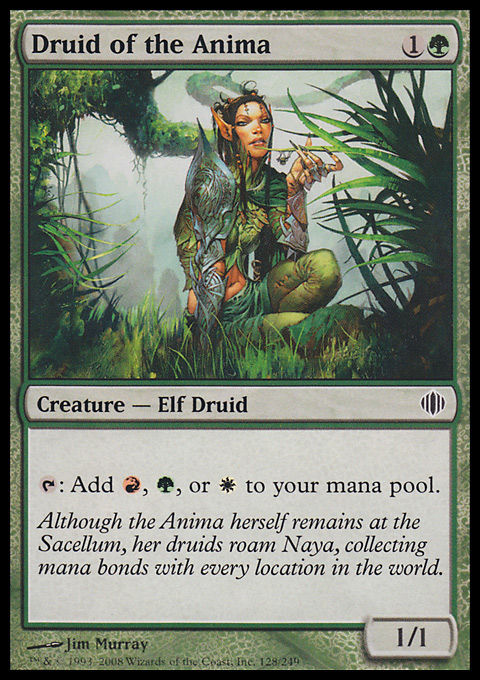 Druid of the Anima 1
Creature — Elf Druid
: Add , , or to your mana pool.
Although the Anima herself remains at the
Sacellum, her druids roam Naya, collecting
mana bonds with every location in the world.
1/1
Jim Murray
™ & © 1993–2008 Wizards of the Coast, Inc. 128/249